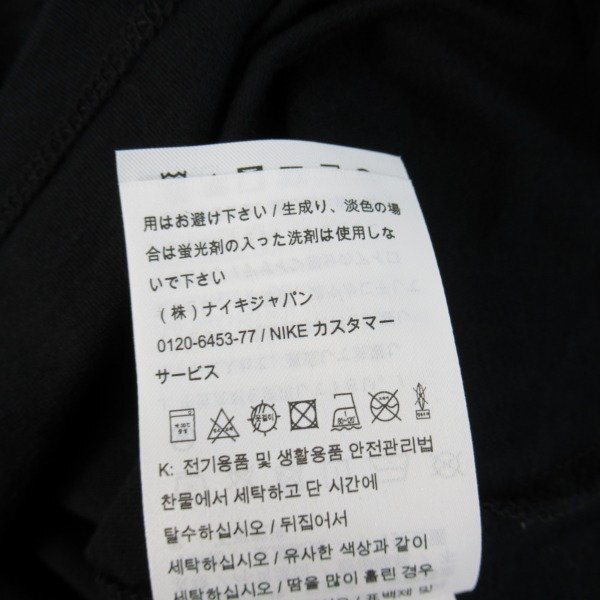 用はお避け下さい / 生成り、淡色の場
合は蛍光剤の入った洗剤は使用しな
いで下さい
(株) ナイキジャパン
0120-6453-77 / NIKE カスタマー
サービス
K: 전기용품 및 생활용품 안전관리법
찬물에서 세탁하고 단 시간에
탈수하십시오 / 뒤집어서
세탁하십시오 / 유사한 색상과 같이
세탁하십시오 / 땀을 많이 흘린 경우